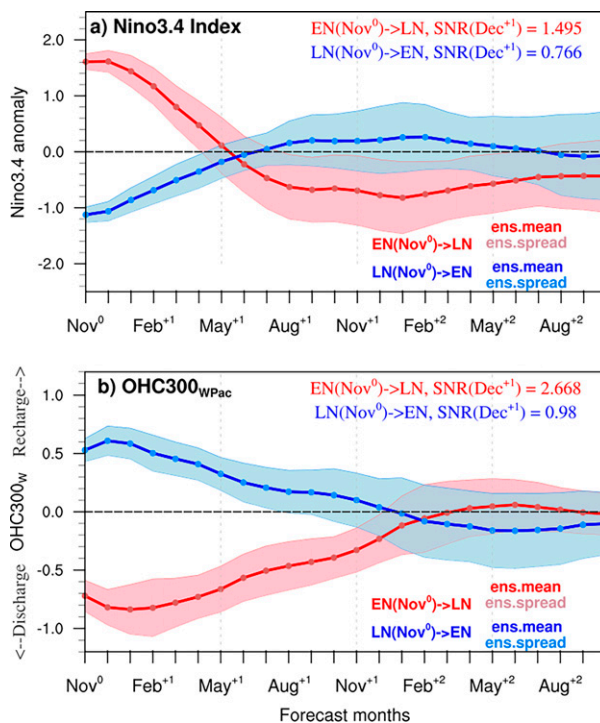 a) Nino3.4 Index
EN(Nov⁰)->LN, SNR(Dec⁺¹) = 1.495
LN(Nov⁰)->EN, SNR(Dec⁺¹) = 0.766
Nino3.4 anomaly
2.0
1.0
0.0
-1.0
-2.0
EN(Nov⁰)->LN ens.mean
ens.spread
LN(Nov⁰)->EN ens.mean
ens.spread
Nov⁰ Feb⁺¹ May⁺¹ Aug⁺¹ Nov⁺¹ Feb⁺² May⁺² Aug⁺²
b) OHC300WPac
EN(Nov⁰)->LN, SNR(Dec⁺¹) = 2.668
LN(Nov⁰)->EN, SNR(Dec⁺¹) = 0.98
<--Discharge OHC300W Recharge-->
1.0
0.5
0.0
-0.5
-1.0
EN(Nov⁰)->LN ens.mean
ens.spread
LN(Nov⁰)->EN ens.mean
ens.spread
Nov⁰ Feb⁺¹ May⁺¹ Aug⁺¹ Nov⁺¹ Feb⁺² May⁺² Aug⁺²
Forecast months